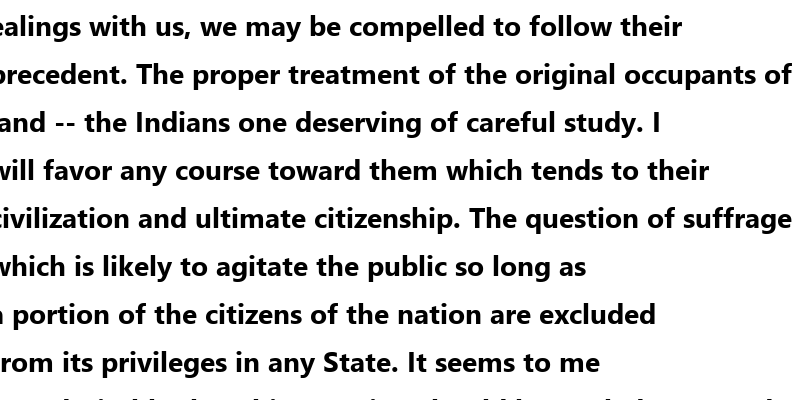 ealings with us, we may be compelled to follow their
precedent. The proper treatment of the original occupants of
and -- the Indians one deserving of careful study. I
will favor any course toward them which tends to their
civilization and ultimate citizenship. The question of suffrage
which is likely to agitate the public so long as
a portion of the citizens of the nation are excluded
rom its privileges in any State. It seems to me